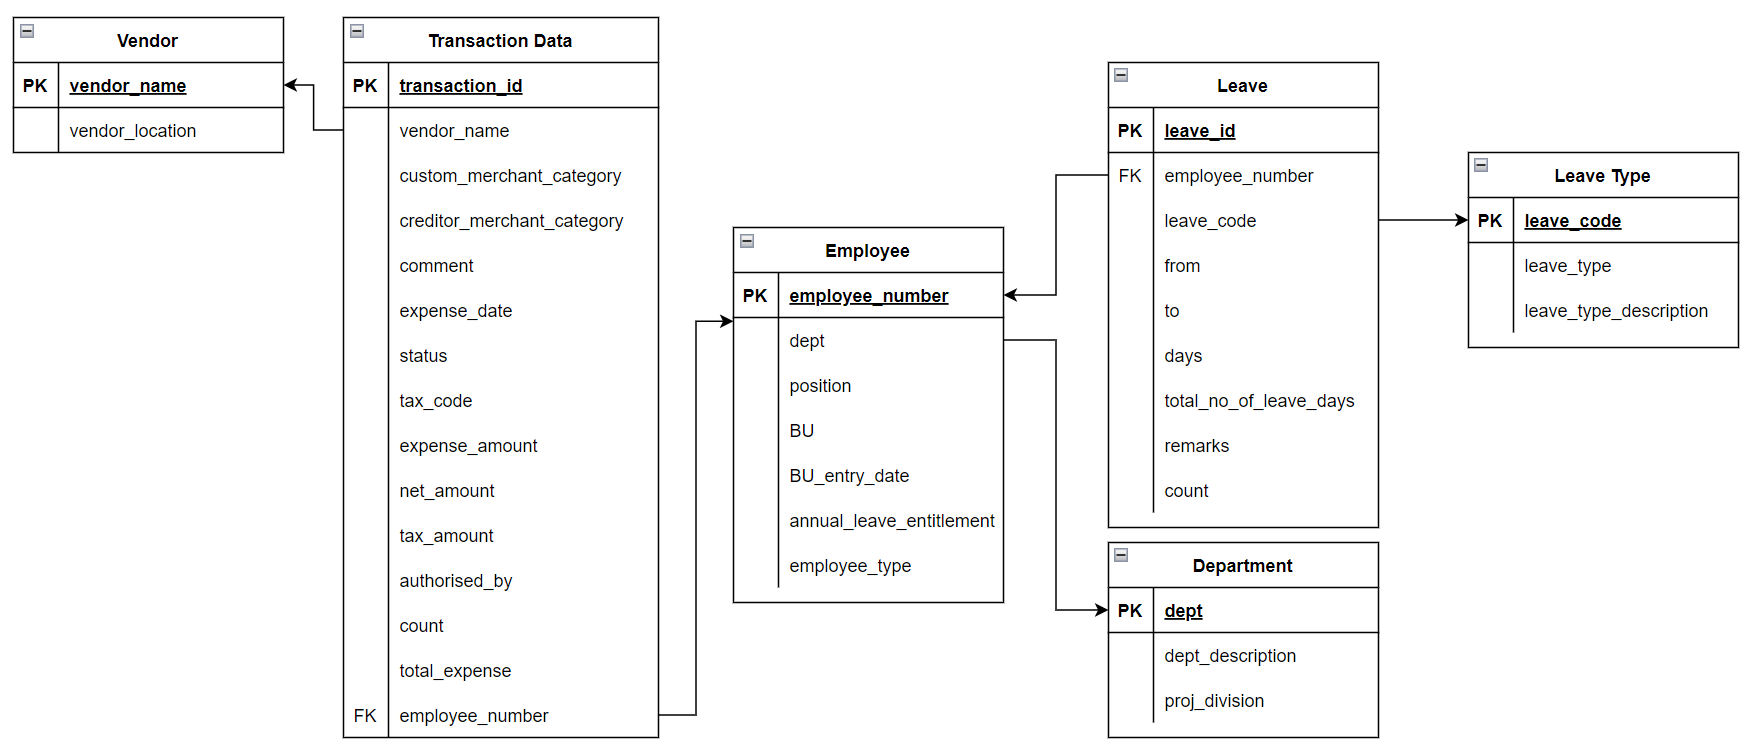 Vendor
PK vendor_name
vendor_location
Transaction Data
PK transaction_id
vendor_name
custom_merchant_category
creditor_merchant_category
comment
expense_date
status
tax_code
expense_amount
net_amount
tax_amount
authorised_by
count
total_expense
FK employee_number
Employee
PK employee_number
dept
position
BU
BU_entry_date
annual_leave_entitlement
employee_type
Leave
PK leave_id
FK employee_number
leave_code
from
to
days
total_no_of_leave_days
remarks
count
Department
PK dept
dept_description
proj_division
Leave Type
PK leave_code
leave_type
leave_type_description